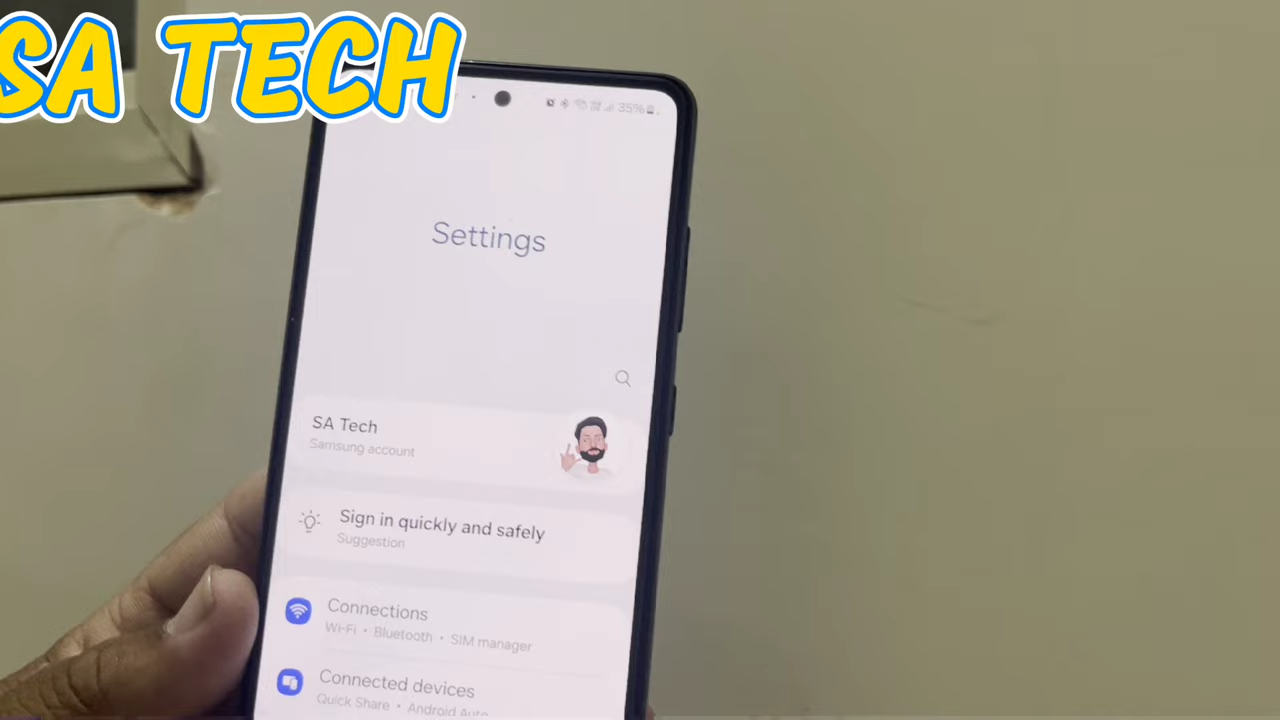 SA TECH
35%
Settings
SA Tech
Samsung account
Sign in quickly and safely
Suggestion
Connections
Wi-Fi • Bluetooth • SIM manager
Connected devices
Quick Share • Android Auto